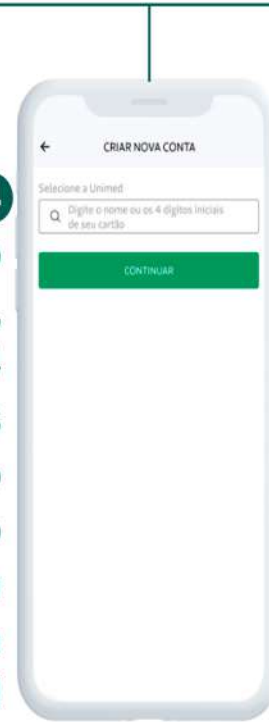 CRIAR NOVA CONTA
Selecione a Unimed
Digite o nome ou os 4 dígitos iniciais
de seu cartão
CONTINUAR